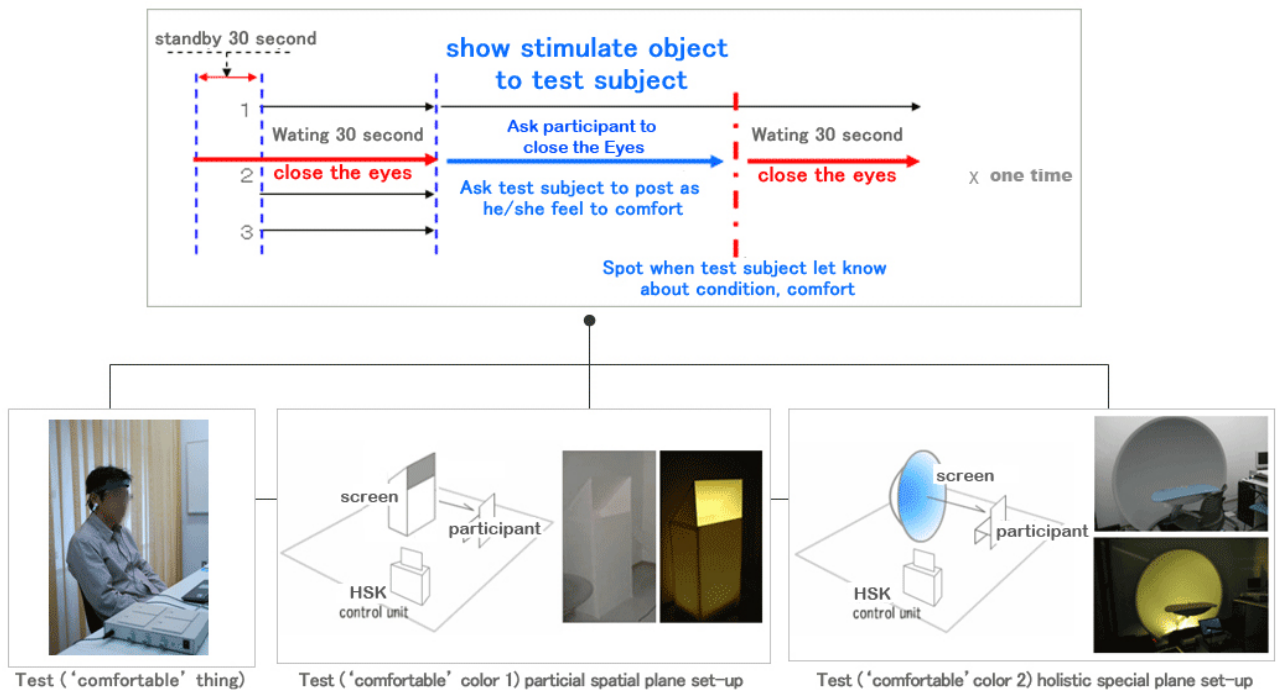 standby 30 second
show stimulate object
to test subject
1
Wating 30 second
Ask participant to
close the Eyes
Wating 30 second
close the eyes
close the eyes
2
Ask test subject to post as
he/she feel to comfort
x one time
3
Spot when test subject let know
about condition, comfort
screen
participant
HSK
control unit
screen
participant
HSK
control unit
Test (‘comfortable’ thing)
Test (‘comfortable’ color 1) particial spatial plane set-up
Test (‘comfortable’ color 2) holistic special plane set-up